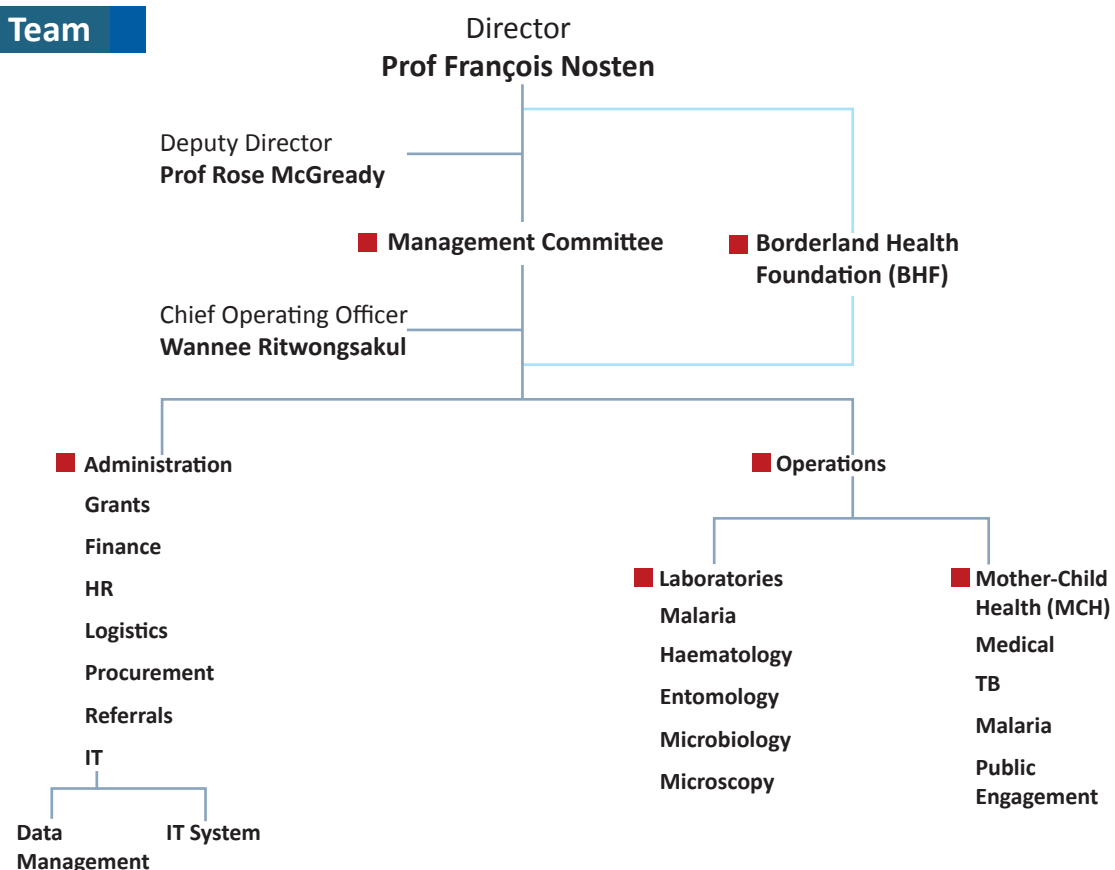 Team
Director
Prof François Nosten
Deputy Director
Prof Rose McGready
Management Committee
Borderland Health
Foundation (BHF)
Chief Operating Officer
Wannee Ritwongsakul
Administration
Grants
Finance
HR
Logistics
Procurement
Referrals
IT
Data
Management
IT System
Operations
Laboratories
Malaria
Haematology
Entomology
Microbiology
Microscopy
Mother-Child
Health (MCH)
Medical
TB
Malaria
Public
Engagement